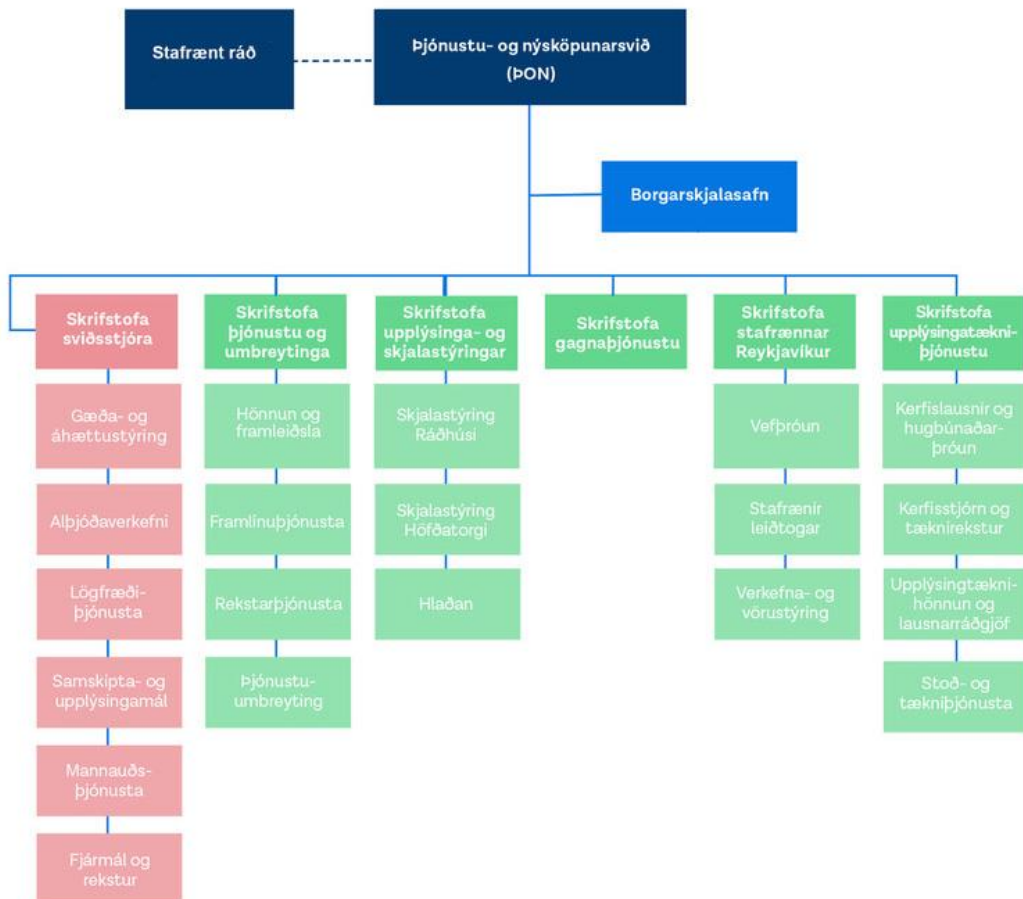 Stafrænt ráð
Þjónustu- og nýsköpunarsvið
(ÞON)
Borgarskjalasafn
Skrifstofa
sviðsstjóra
Gæða- og
áhættustýring
Alþjóðaverkefni
Lögfræði-
þjónusta
Samskipta- og
upplýsingamál
Mannauðs-
þjónusta
Fjármál og
rekstur
Skrifstofa
þjónustu og
umbreytinga
Hönnun og
framleiðsla
Framlínuþjónusta
Rekstarþjónusta
Þjónustu-
umbreyting
Skrifstofa
upplýsinga- og
skjalastýringar
Skjalastýring
Ráðhúsi
Skjalastýring
Höfðatorgi
Hlaðan
Skrifstofa
gagnaþjónustu
Skrifstofa
stafrænnar
Reykjavíkur
Vefþróun
Stafrænir
leiðtogar
Verkefna- og
vörustýring
Skrifstofa
upplýsingatækni-
þjónustu
Kerfislausnir og
hugbúnaðar-
þróun
Kerfisstjórn og
tæknirekstur
Upplýsingtækni-
hönnun og
lausnarráðgjöf
Stoð- og
tækniþjónusta